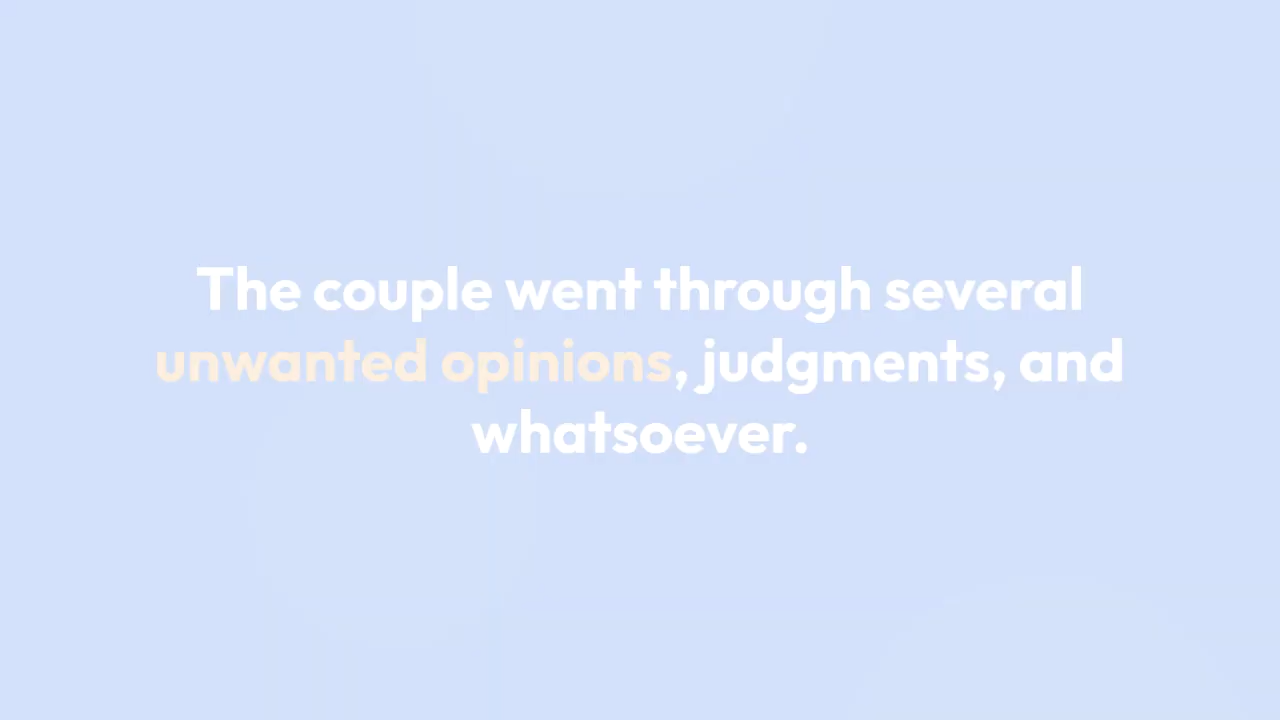 The couple went through several
unwanted opinions, judgments, and
whatsoever.